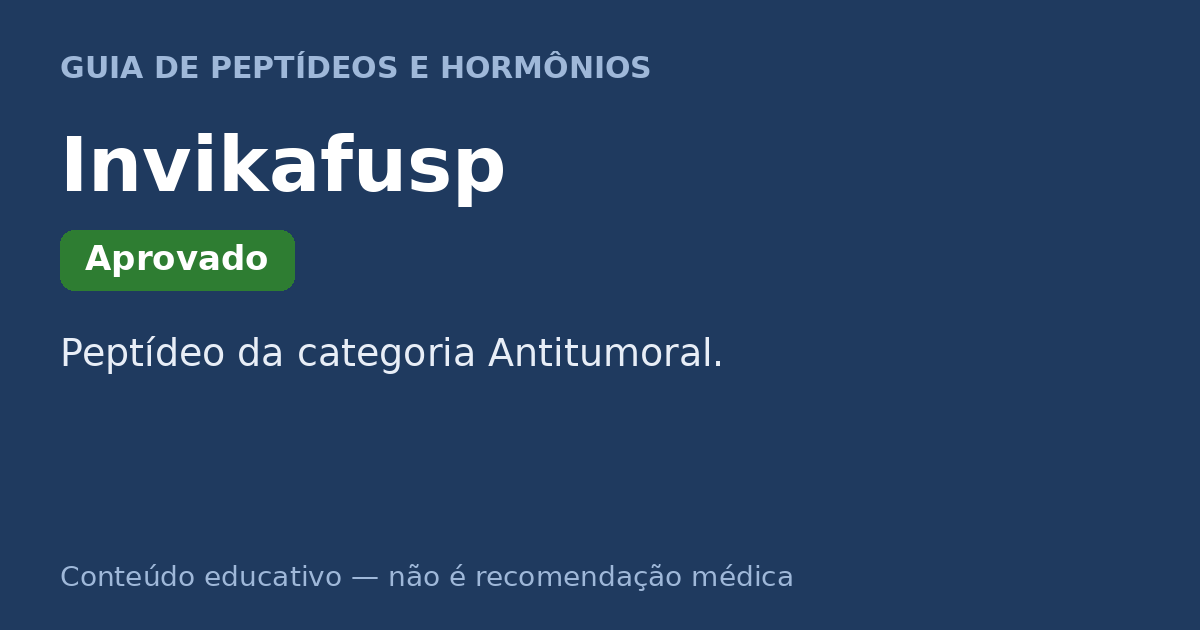 GUIA DE PEPTÍDEOS E HORMÔNIOS
Invikafusp
Aprovado
Peptídeo da categoria Antitumoral.
Conteúdo educativo — não é recomendação médica